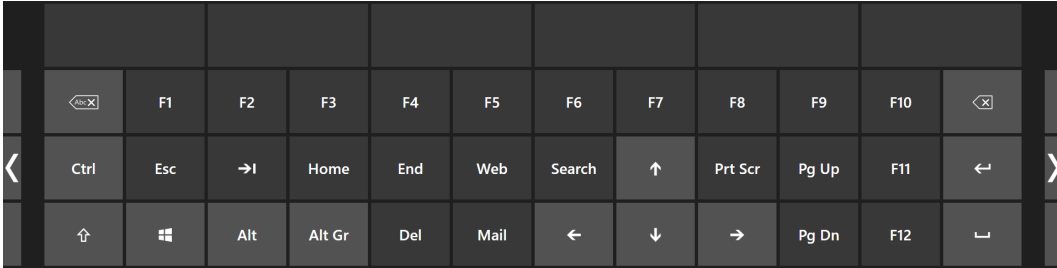 Abc F1 F2 F3 F4 F5 F6 F7 F8 F9 F10
Ctrl Esc Home End Web Search Prt Scr Pg Up F11
Alt Alt Gr Del Mail Pg Dn F12